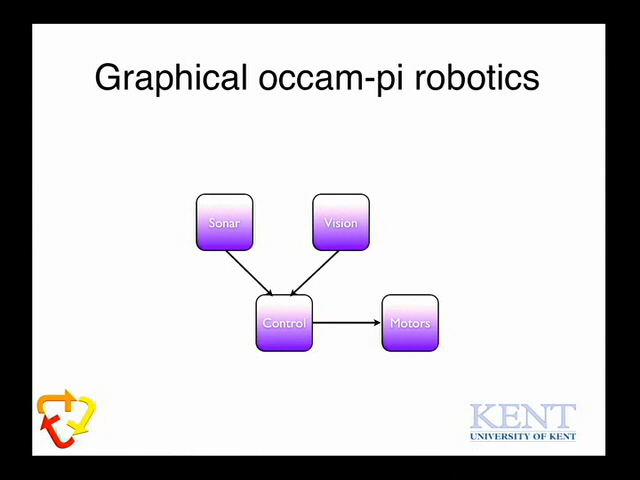 Graphical occam-pi robotics
Sonar
Vision
Control
Motors
KENT
UNIVERSITY OF KENT